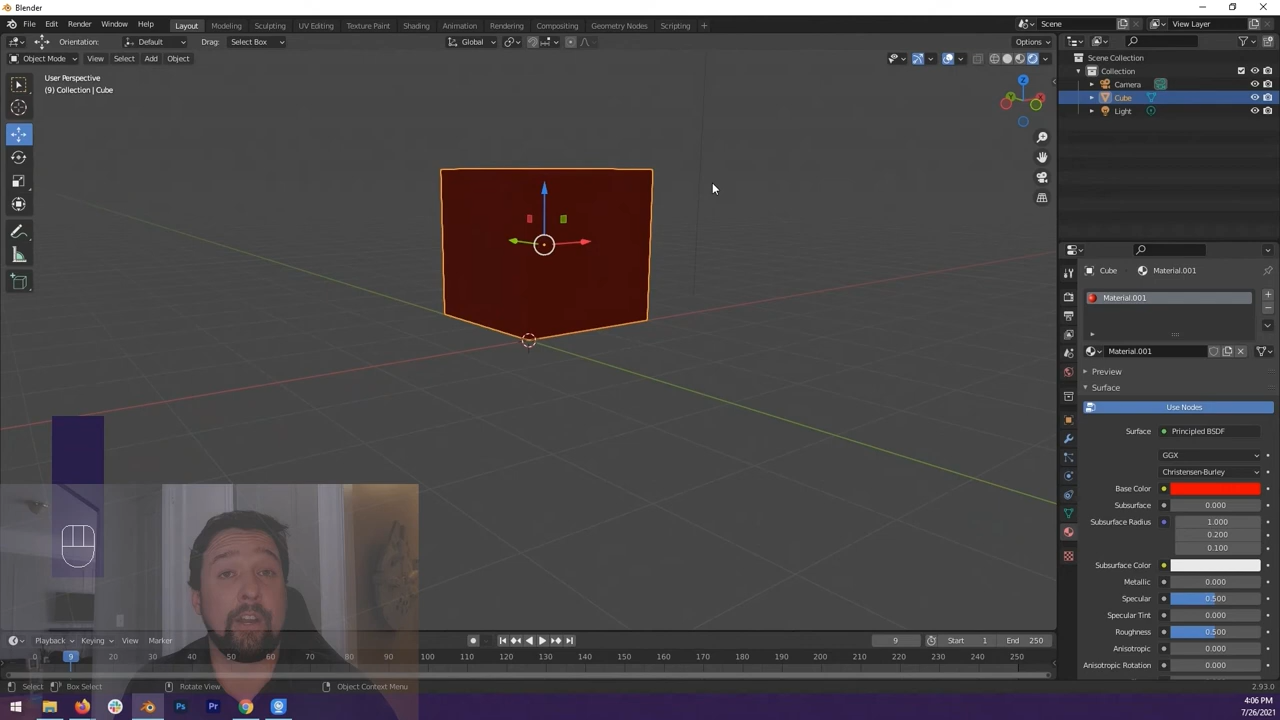 Blender
File Edit Render Window Help Layout Modeling Sculpting UV Editing Texture Paint Shading Animation Rendering Compositing Geometry Nodes Scripting + Scene View Layer
Orientation: Default Drag: Select Box Global Options
Object Mode View Select Add Object
User Perspective
(9) Collection | Cube
Z
Y
X
Scene Collection
Collection
Camera
Cube
Light
Cube Material.001
Material.001
Material.001
Preview
Surface
Use Nodes
Surface Principled BSDF
GGX
Christensen-Burley
Base Color
Subsurface 0.000
Subsurface Radius 1.000
0.200
0.100
Subsurface Color
Metallic 0.000
Specular 0.500
Specular Tint 0.000
Roughness 0.500
Anisotropic 0.000
Anisotropic Rotation 0.000
Playback Keying View Marker 9 Start 1 End 250
0 9 20 30 40 50 60 70 80 90 100 110 120 130 140 150 160 170 180 190 200 210 220 230 240 250
Select Box Select Rotate View Object Context Menu 2.93.0
Ps Pr
4:06 PM
7/26/2021